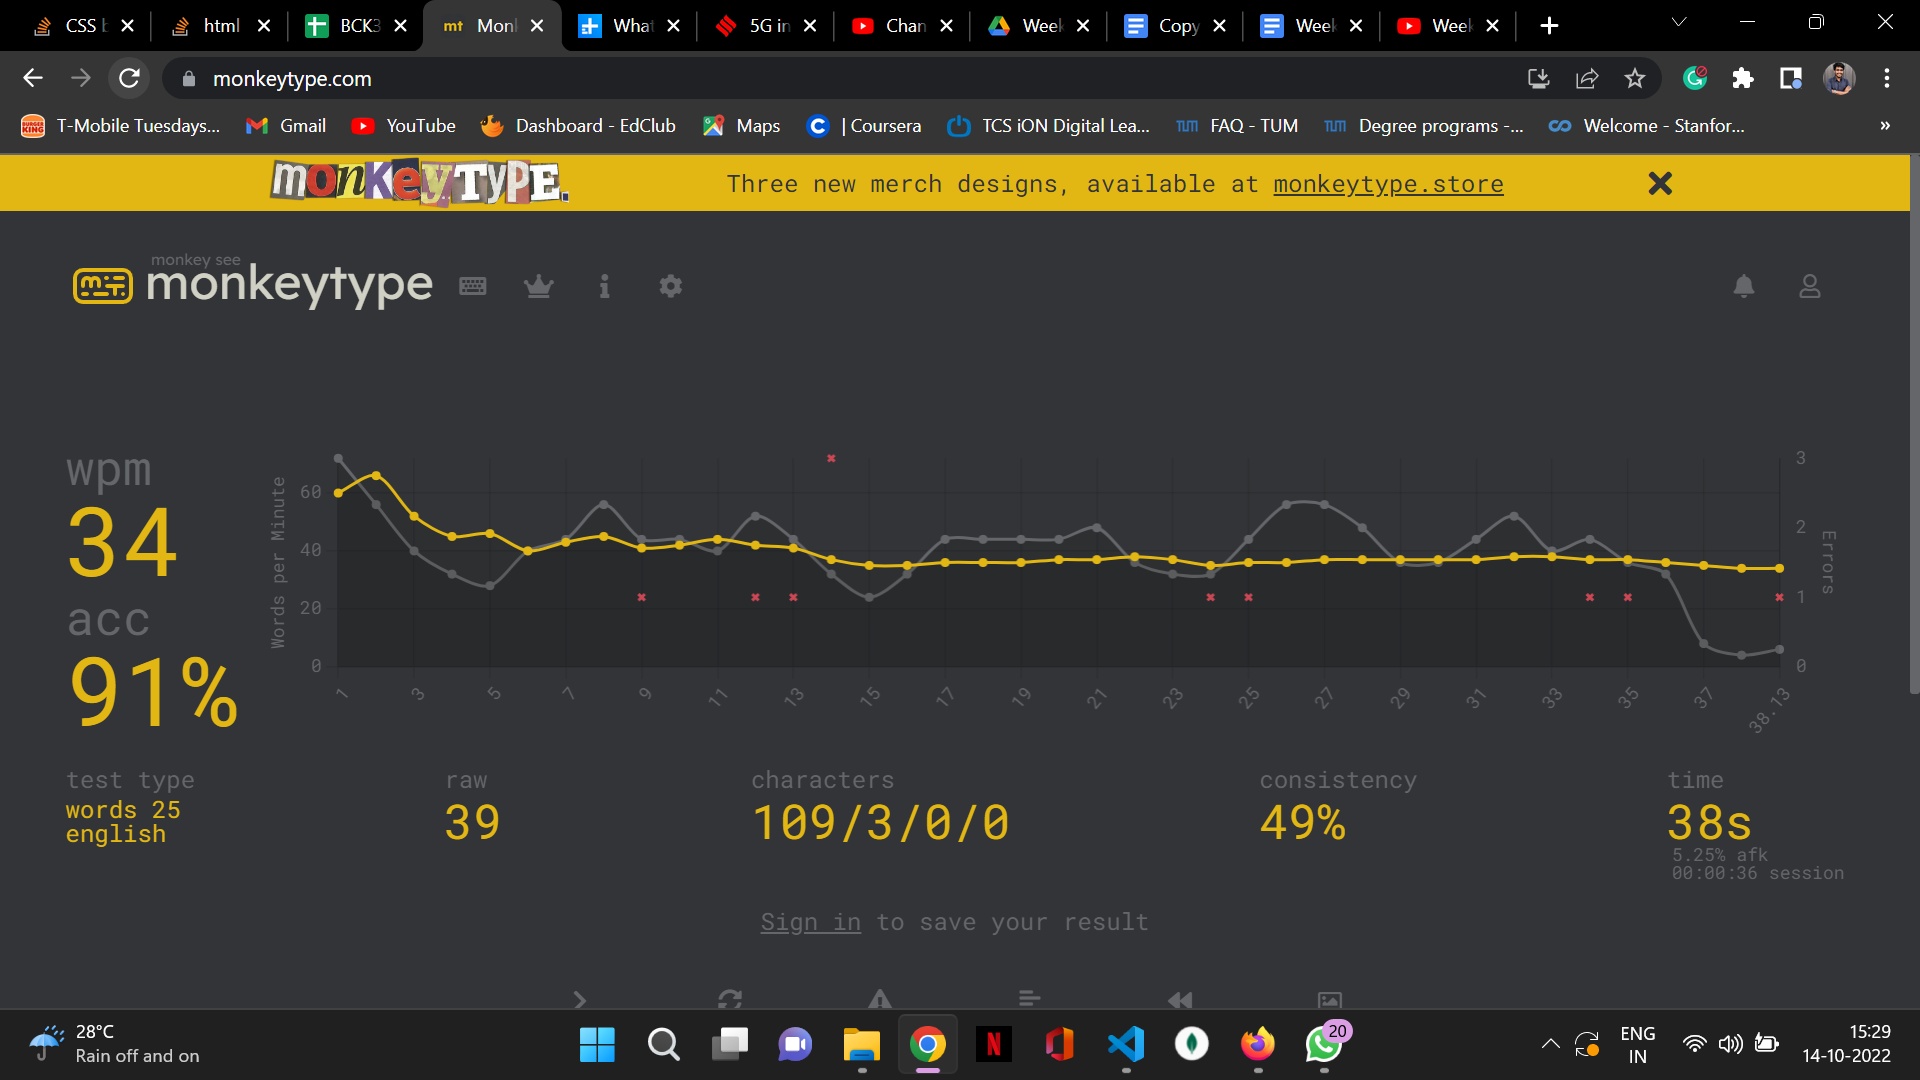 CSS b
html
BCK3
mt Monk
What
5G in
Chan
Week
Copy
Week
Week
monkeytype.com
T-Mobile Tuesdays...
Gmail
YouTube
Dashboard - EdClub
Maps
| Coursera
TCS iON Digital Lea...
FAQ - TUM
Degree programs -...
Welcome - Stanfor...
»
monkeyTYPE.
Three new merch designs, available at monkeytype.store
monkey see
monkeytype
wpm
34
acc
91%
Words per Minute
60
40
20
0
3
2
1
0
Errors
1 3 5 7 9 11 13 15 17 19 21 23 25 27 29 31 33 35 37 38.13
test type
words 25
english
raw
39
characters
109/3/0/0
consistency
49%
time
38s
5.25% afk
00:00:36 session
Sign in to save your result
28°C
Rain off and on
20
ENG
IN
15:29
14-10-2022